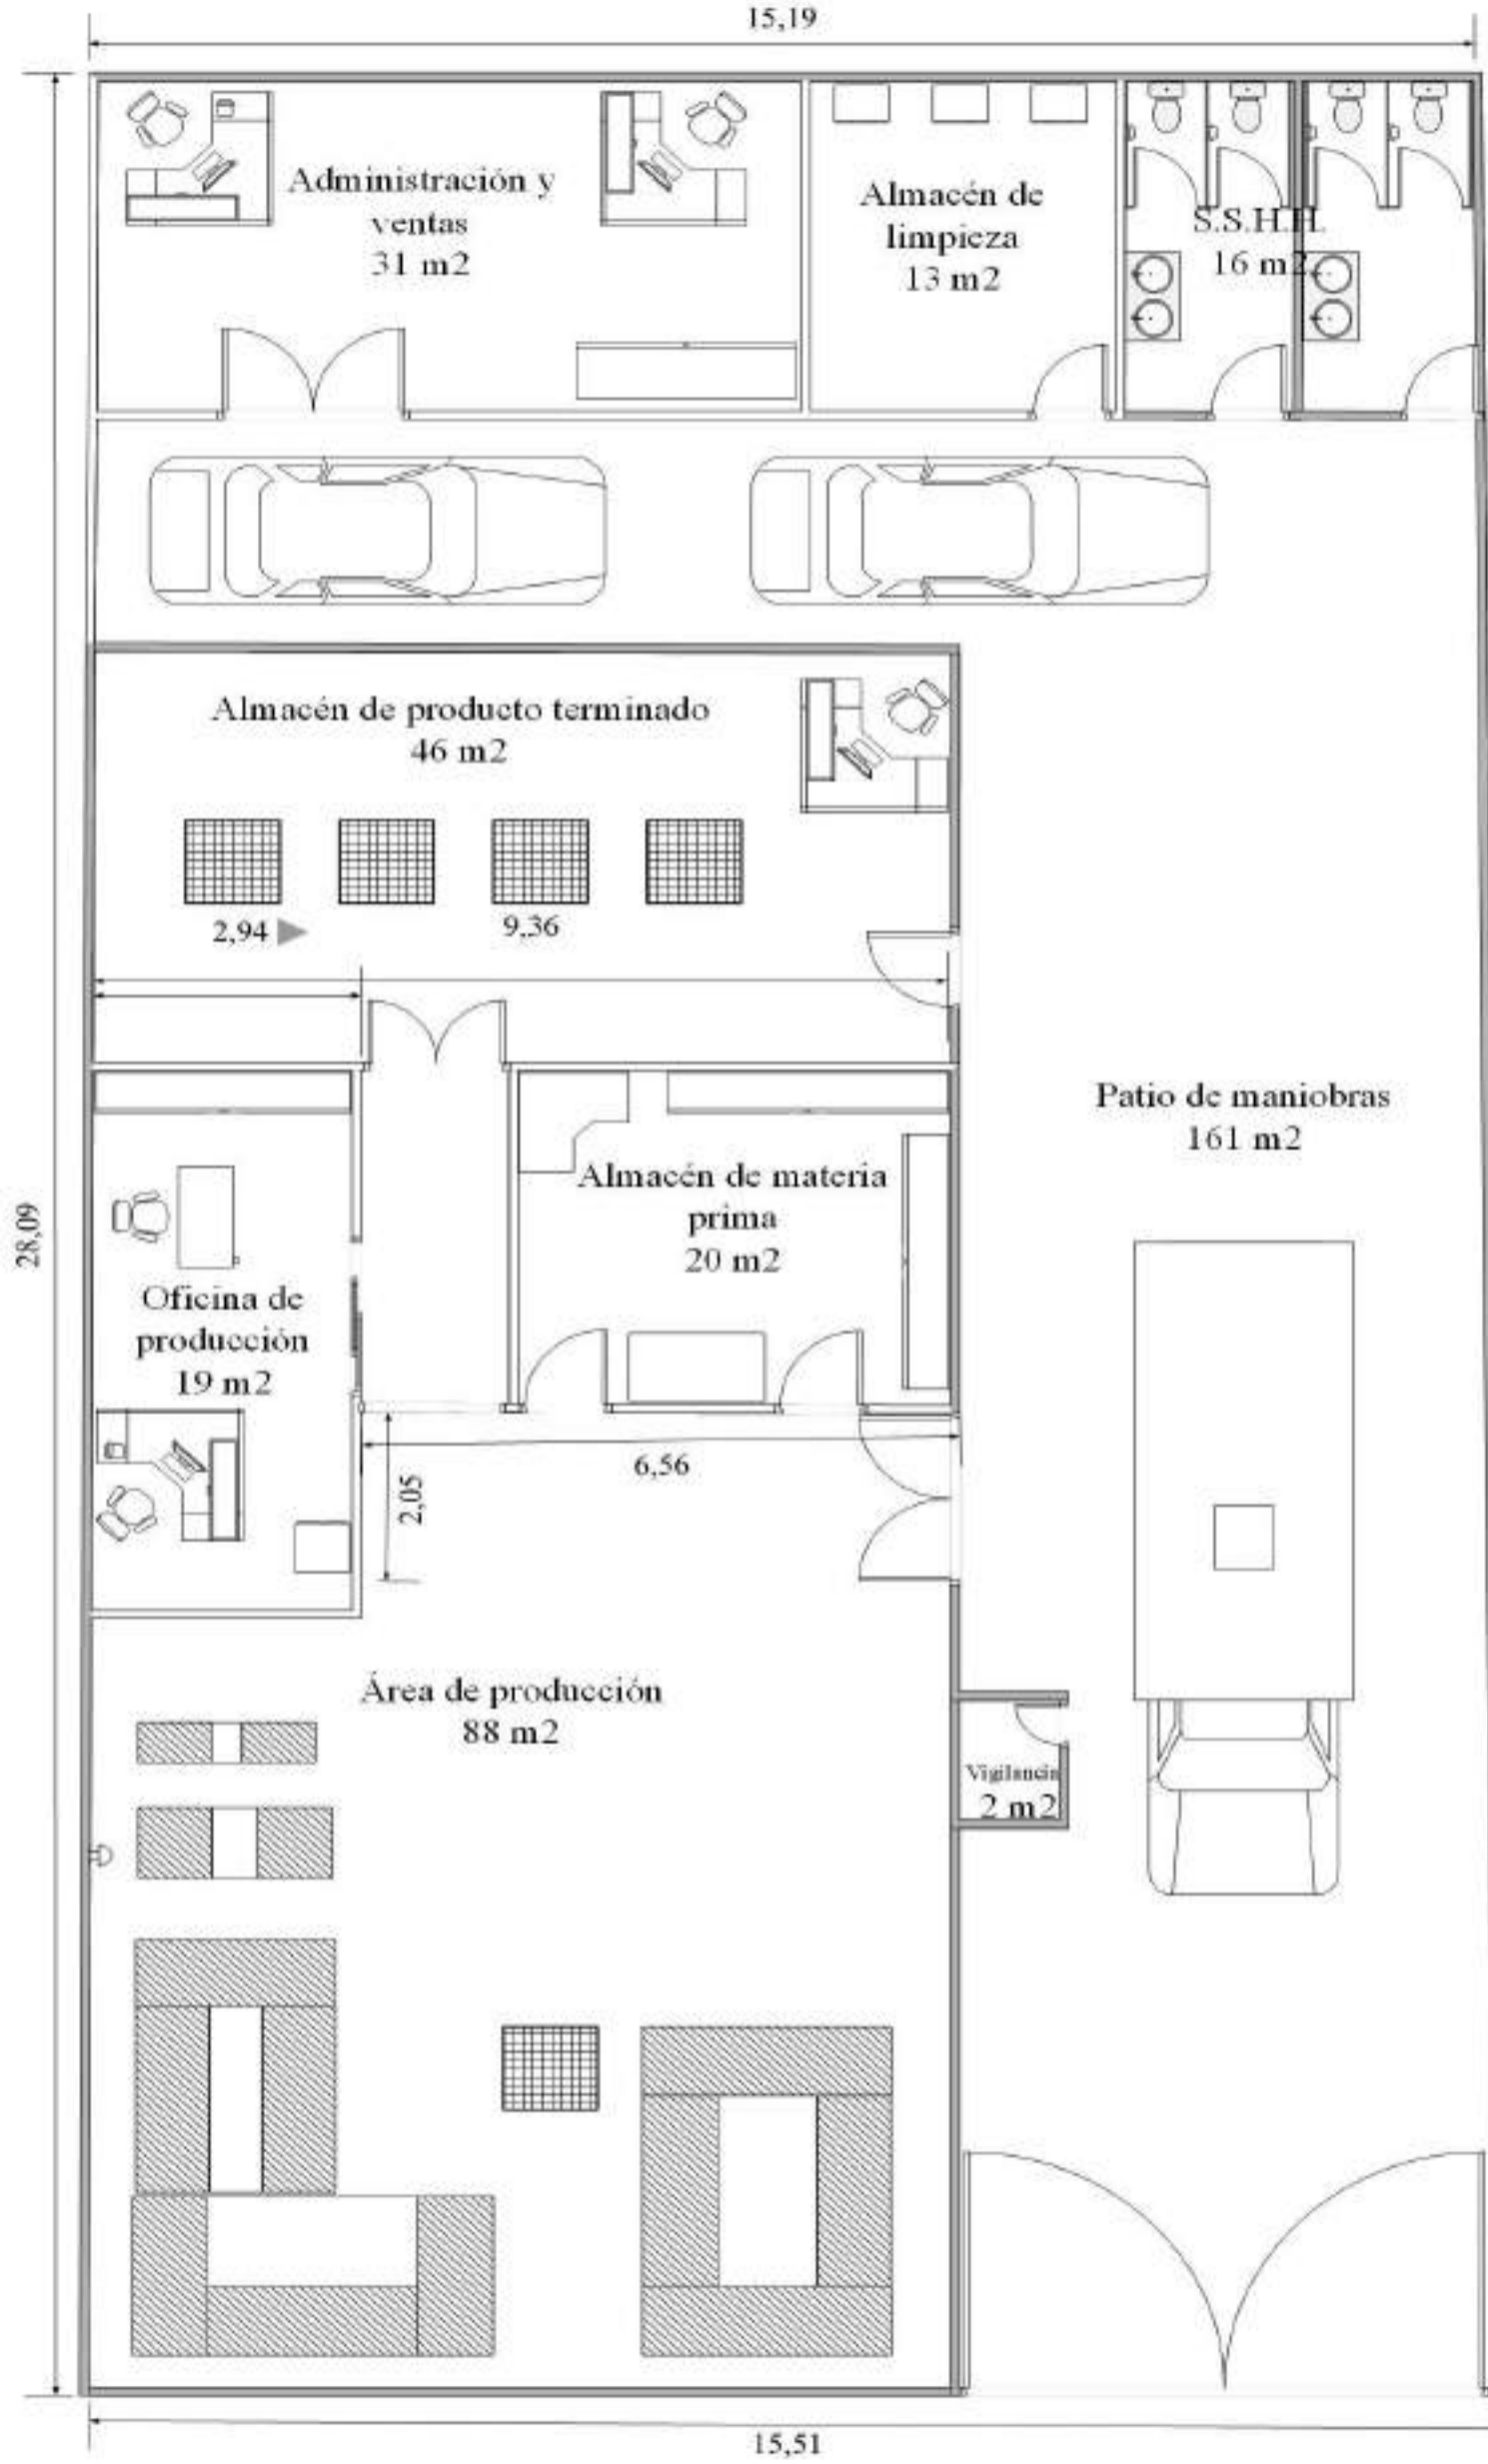 15,19
Administración y
ventas
31 m2
Almacén de
limpieza
13 m2
S.S.H.H.
16 m2
Almacén de producto terminado
46 m2
2,94
9,36
Patio de maniobras
161 m2
Almacén de materia
prima
20 m2
28,09
Oficina de
producción
19 m2
6,56
2,05
Área de producción
88 m2
Vigilancia
2 m2
15,51